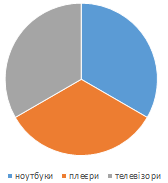 ноутбуки плеєри телевізори